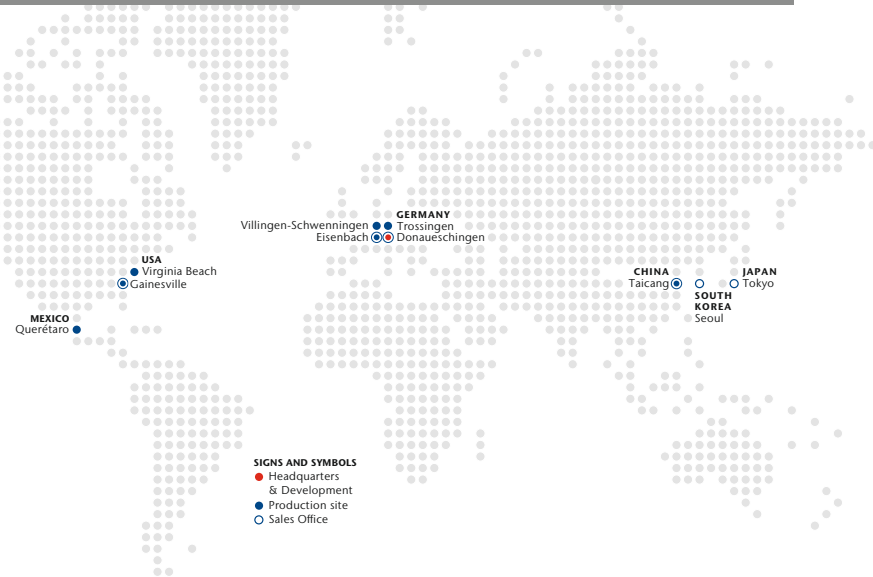 GERMANY
Villingen-Schwenningen Trossingen
Eisenbach Donaueschingen
USA
Virginia Beach
Gainesville
CHINA
Taicang
JAPAN
Tokyo
SOUTH
KOREA
Seoul
MEXICO
Querétaro
SIGNS AND SYMBOLS
Headquarters
& Development
Production site
Sales Office